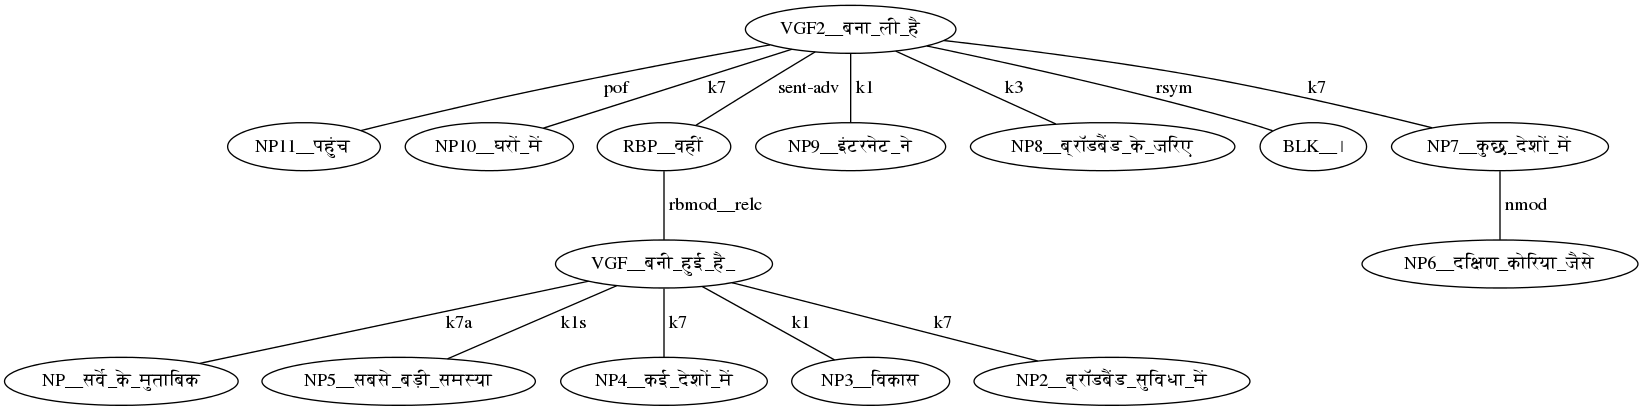 VGF2__बना_ली_है
pof k7 sent-adv k1 k3 rsym k7
NP11__पहुंच NP10__घरों_में RBP__वहीं NP9__इंटरनेट_ने NP8__ब्रॉडबैंड_के_जरिए BLK__। NP7__कुछ_देशों_में
rbmod__relc nmod
VGF__बनी_हुई_है_ NP6__दक्षिण_कोरिया_जैसे
k7a k1s k7 k1 k7
NP__सर्वे_के_मुताबिक NP5__सबसे_बड़ी_समस्या NP4__कई_देशों_में NP3__विकास NP2__ब्रॉडबैंड_सुविधा_में